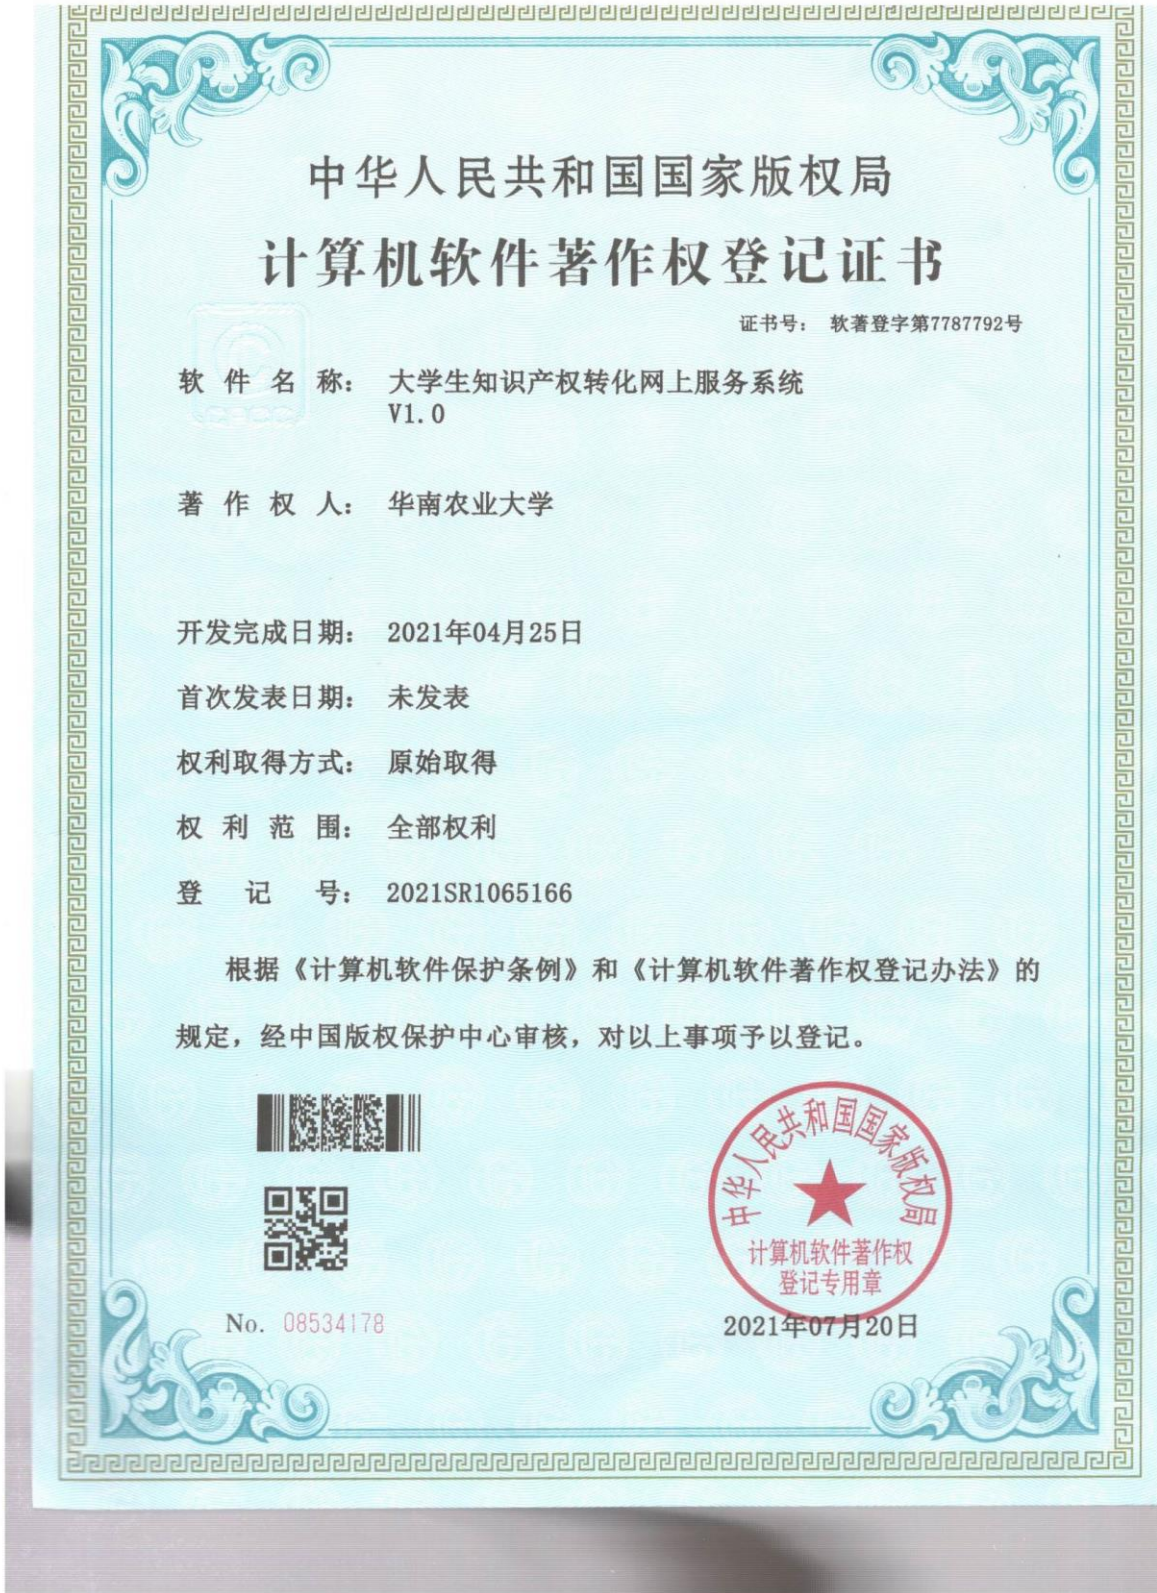 中华人民共和国国家版权局
计算机软件著作权登记证书
证书号： 软著登字第7787792号
软件名称： 大学生知识产权转化网上服务系统
V1.0
著作权人： 华南农业大学
开发完成日期： 2021年04月25日
首次发表日期： 未发表
权利取得方式： 原始取得
权利范围： 全部权利
登记号： 2021SR1065166
根据《计算机软件保护条例》和《计算机软件著作权登记办法》的
规定，经中国版权保护中心审核，对以上事项予以登记。
中华人民共和国国家版权局
计算机软件著作权
登记专用章
No. 08534178
2021年07月20日